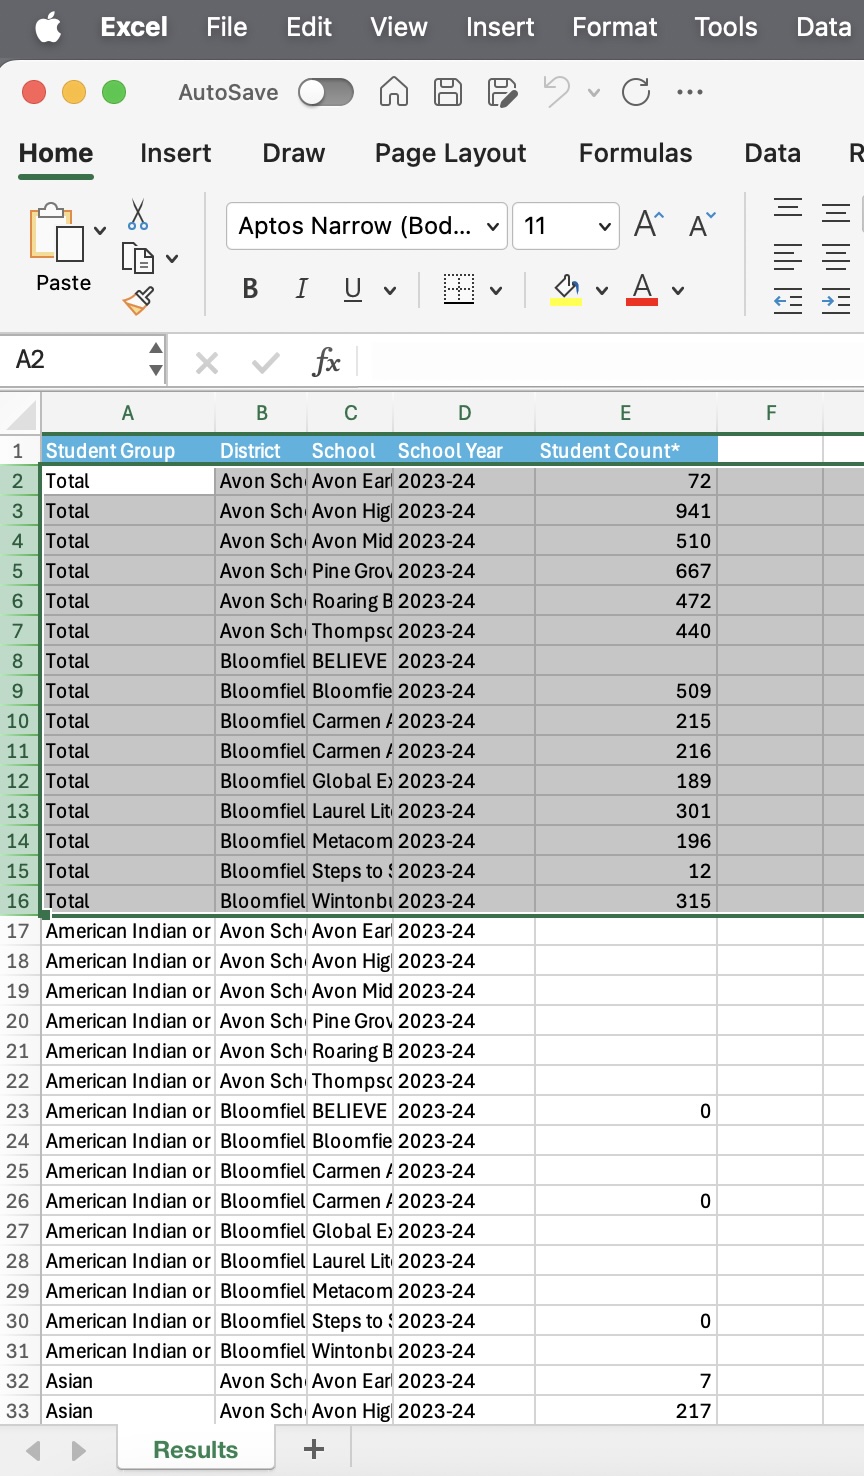 Excel File Edit View Insert Format Tools Data
AutoSave
Home Insert Draw Page Layout Formulas Data R
Paste Aptos Narrow (Bod... 11 A A
B I U A
A2 fx
A B C D E F
1 Student Group District School School Year Student Count*
2 Total Avon Sch Avon Earl 2023-24 72
3 Total Avon Sch Avon Hig 2023-24 941
4 Total Avon Sch Avon Mid 2023-24 510
5 Total Avon Sch Pine Grov 2023-24 667
6 Total Avon Sch Roaring B 2023-24 472
7 Total Avon Sch Thompso 2023-24 440
8 Total Bloomfiel BELIEVE 2023-24
9 Total Bloomfiel Bloomfie 2023-24 509
10 Total Bloomfiel Carmen A 2023-24 215
11 Total Bloomfiel Carmen A 2023-24 216
12 Total Bloomfiel Global Ex 2023-24 189
13 Total Bloomfiel Laurel Lit 2023-24 301
14 Total Bloomfiel Metacom 2023-24 196
15 Total Bloomfiel Steps to S 2023-24 12
16 Total Bloomfiel Wintonbu 2023-24 315
17 American Indian or Avon Sch Avon Earl 2023-24
18 American Indian or Avon Sch Avon Hig 2023-24
19 American Indian or Avon Sch Avon Mid 2023-24
20 American Indian or Avon Sch Pine Grov 2023-24
21 American Indian or Avon Sch Roaring B 2023-24
22 American Indian or Avon Sch Thompso 2023-24
23 American Indian or Bloomfiel BELIEVE 2023-24 0
24 American Indian or Bloomfiel Bloomfie 2023-24
25 American Indian or Bloomfiel Carmen A 2023-24
26 American Indian or Bloomfiel Carmen A 2023-24 0
27 American Indian or Bloomfiel Global Ex 2023-24
28 American Indian or Bloomfiel Laurel Lit 2023-24
29 American Indian or Bloomfiel Metacom 2023-24
30 American Indian or Bloomfiel Steps to S 2023-24 0
31 American Indian or Bloomfiel Wintonbu 2023-24
32 Asian Avon Sch Avon Earl 2023-24 7
33 Asian Avon Sch Avon Hig 2023-24 217
Results +